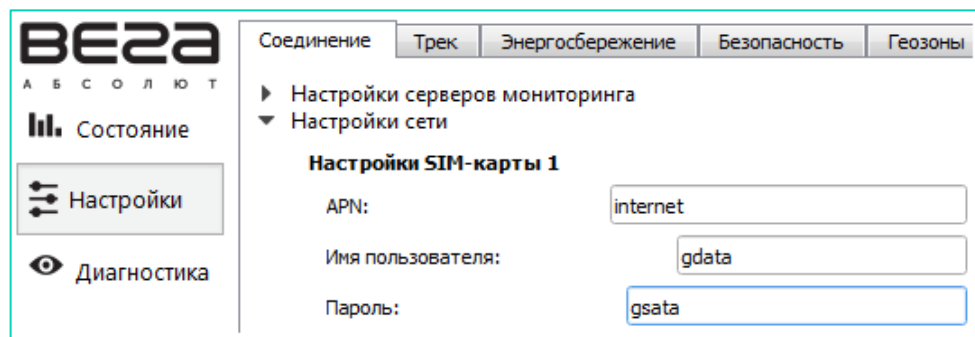 ВЕГА
АБСОЛЮТ
Состояние
Настройки
Диагностика
Соединение Трек Энергосбережение Безопасность Геозоны
Настройки серверов мониторинга
Настройки сети
Настройки SIM-карты 1
APN: internet
Имя пользователя: gdata
Пароль: gsata